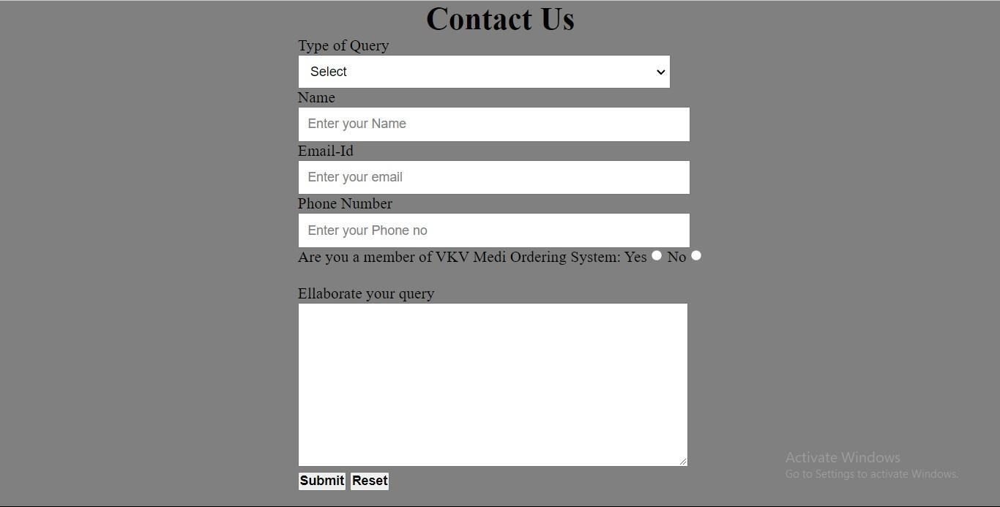 Contact Us
Type of Query
Select
Name
Enter your Name
Email-Id
Enter your email
Phone Number
Enter your Phone no
Are you a member of VKV Medi Ordering System: Yes No
Ellaborate your query
Submit Reset
Activate Windows
Go to Settings to activate Windows.